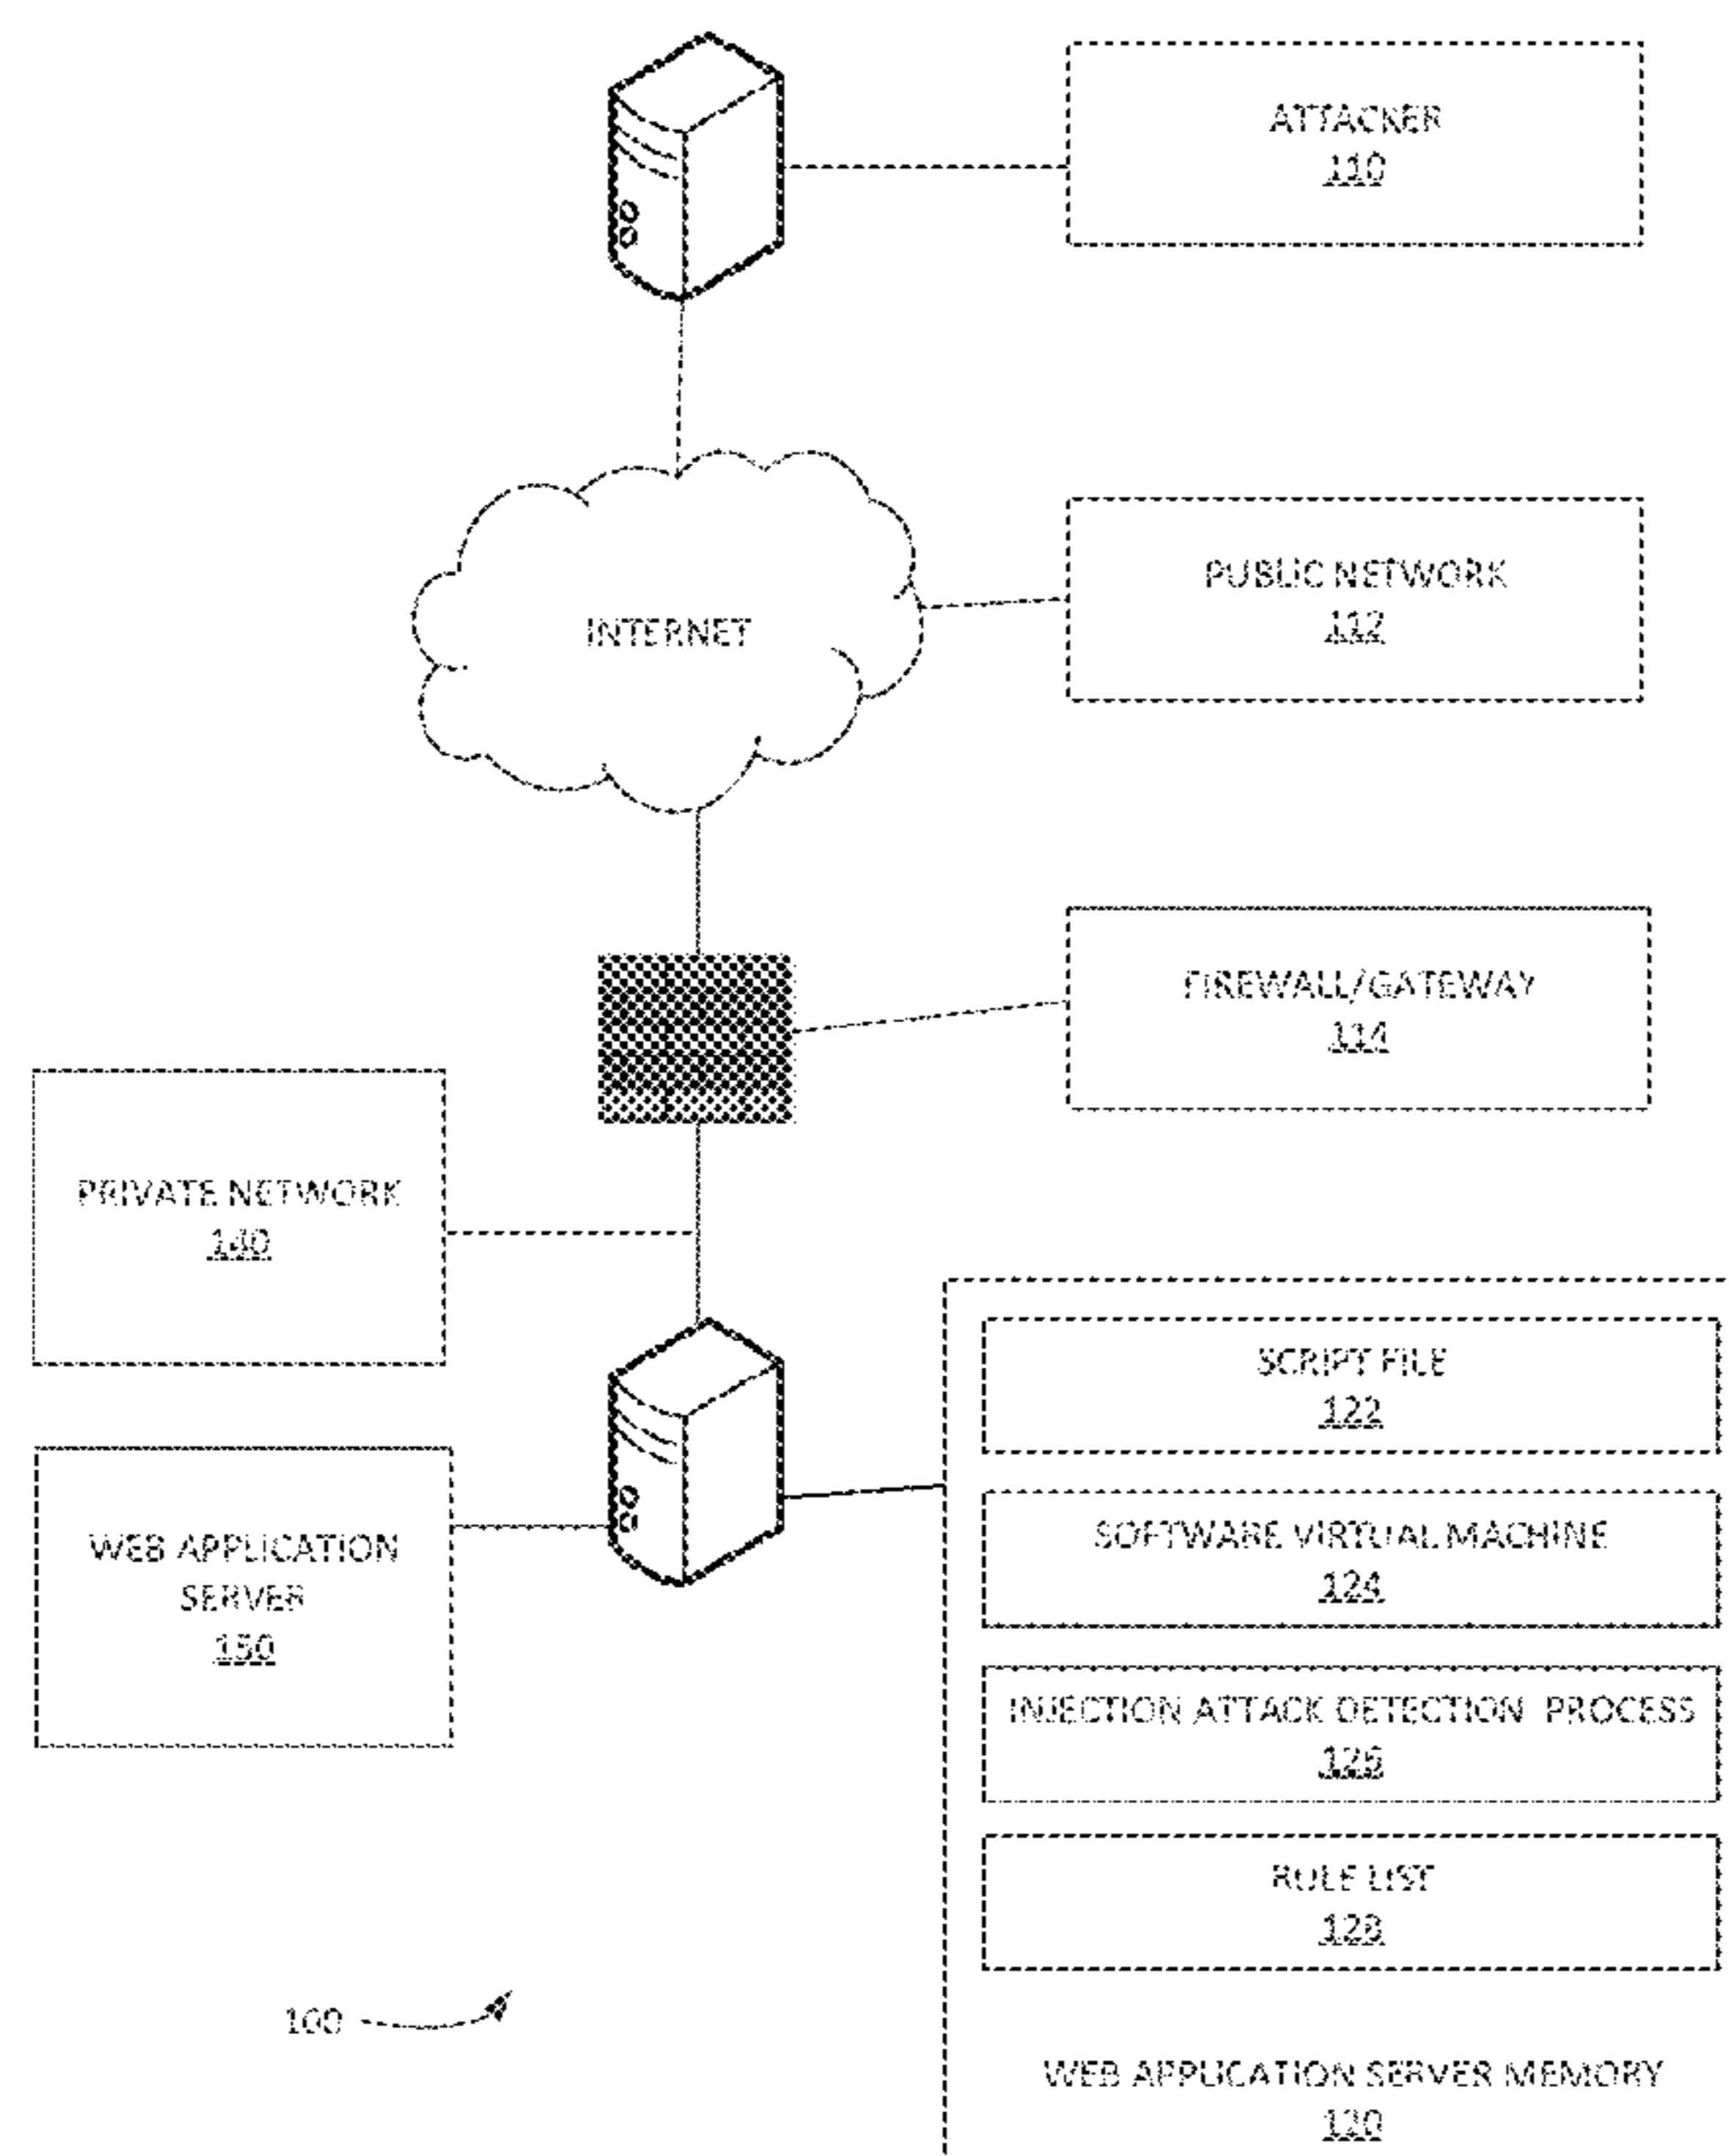 ATTACKER
110
INTERNET
PUBLIC NETWORK
112
FIREWALL/GATEWAY
114
PRIVATE NETWORK
140
WEB APPLICATION
SERVER
150
SCRIPT FILE
122
SOFTWARE VIRTUAL MACHINE
124
INJECTION ATTACK DETECTION PROCESS
126
RULE LIST
128
WEB APPLICATION SERVER MEMORY
120
100